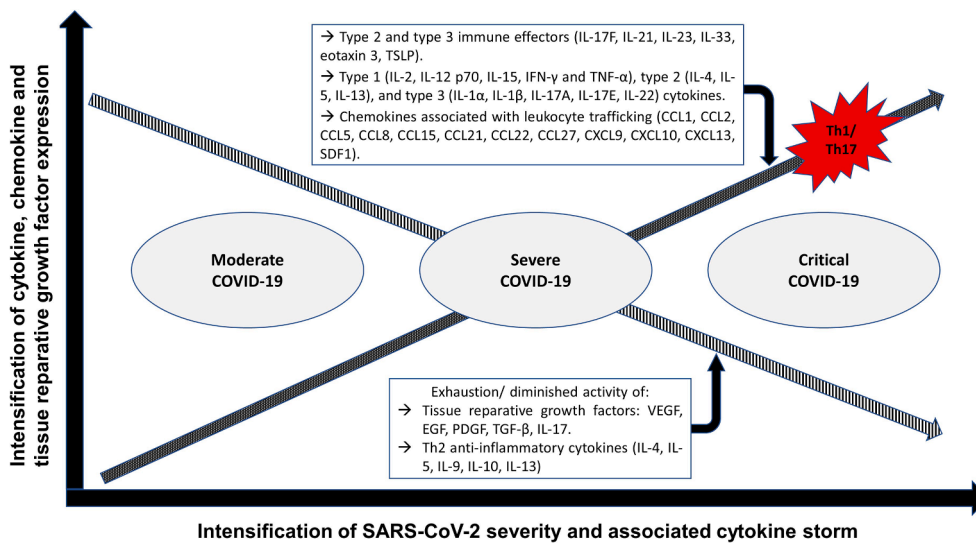 → Type 2 and type 3 immune effectors (IL-17F, IL-21, IL-23, IL-33,
eotaxin 3, TSLP).
→ Type 1 (IL-2, IL-12 p70, IL-15, IFN-γ and TNF-α), type 2 (IL-4, IL-
5, IL-13), and type 3 (IL-1α, IL-1β, IL-17A, IL-17E, IL-22) cytokines.
→ Chemokines associated with leukocyte trafficking (CCL1, CCL2,
CCL5, CCL8, CCL15, CCL21, CCL22, CCL27, CXCL9, CXCL10, CXCL13,
SDF1).
Th1/
Th17
Intensification of cytokine, chemokine and
tissue reparative growth factor expression
Moderate
COVID-19
Severe
COVID-19
Critical
COVID-19
Exhaustion/ diminished activity of:
→ Tissue reparative growth factors: VEGF,
EGF, PDGF, TGF-β, IL-17.
→ Th2 anti-inflammatory cytokines (IL-4, IL-
5, IL-9, IL-10, IL-13)
Intensification of SARS-CoV-2 severity and associated cytokine storm